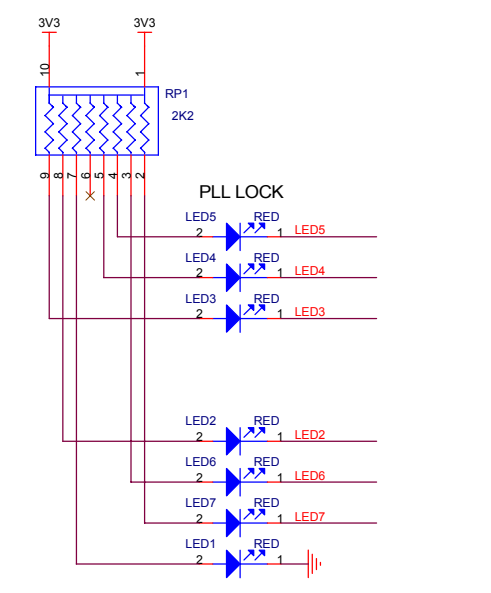 3V3 3V3
10 1
RP1
2K2
9 8 7 6 5 4 3 2
PLL LOCK
LED5 RED
2 1 LED5
LED4 RED
2 1 LED4
LED3 RED
2 1 LED3
LED2 RED
2 1 LED2
LED6 RED
2 1 LED6
LED7 RED
2 1 LED7
LED1 RED
2 1